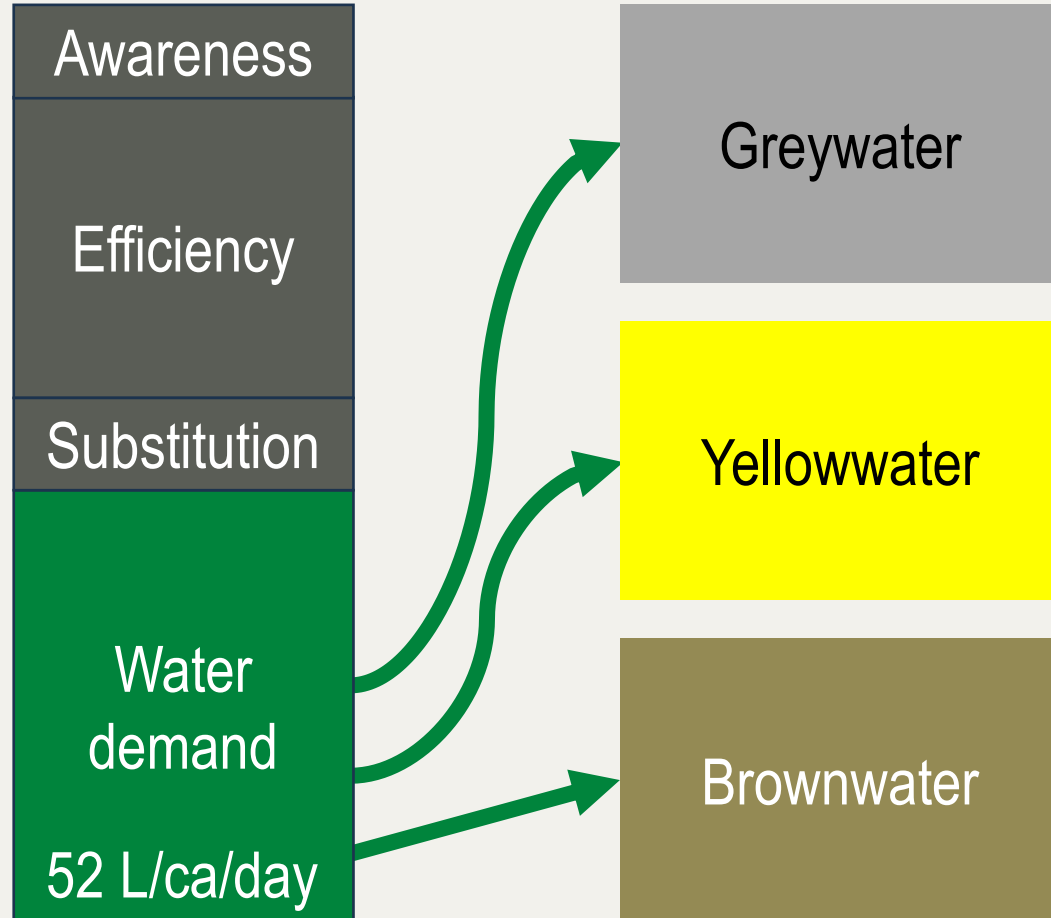 Awareness
Efficiency
Substitution
Water
demand
52 L/ca/day
Greywater
Yellowwater
Brownwater